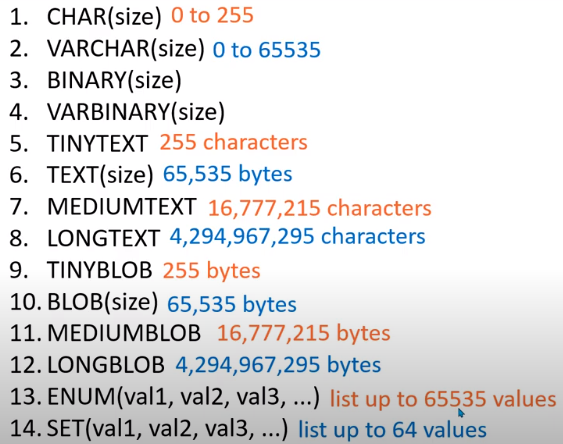 1. CHAR(size) 0 to 255
2. VARCHAR(size) 0 to 65535
3. BINARY(size)
4. VARBINARY(size)
5. TINYTEXT 255 characters
6. TEXT(size) 65,535 bytes
7. MEDIUMTEXT 16,777,215 characters
8. LONGTEXT 4,294,967,295 characters
9. TINYBLOB 255 bytes
10. BLOB(size) 65,535 bytes
11. MEDIUMBLOB 16,777,215 bytes
12. LONGBLOB 4,294,967,295 bytes
13. ENUM(val1, val2, val3, ...) list up to 65535 values
14. SET(val1, val2, val3, ...) list up to 64 values